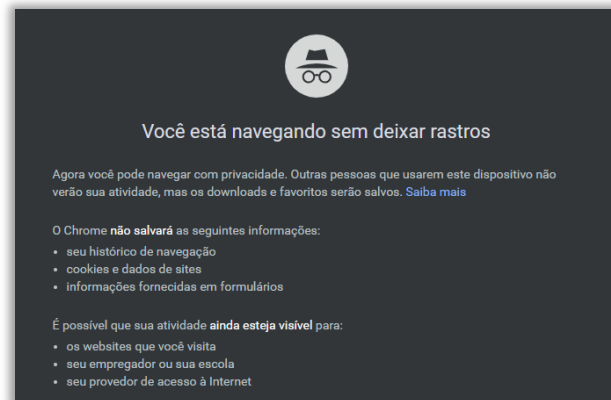 Você está navegando sem deixar rastros
Agora você pode navegar com privacidade. Outras pessoas que usarem este dispositivo não
verão sua atividade, mas os downloads e favoritos serão salvos. Saiba mais
O Chrome não salvará as seguintes informações:
• seu histórico de navegação
• cookies e dados de sites
• informações fornecidas em formulários
É possível que sua atividade ainda esteja visível para:
• os websites que você visita
• seu empregador ou sua escola
• seu provedor de acesso à Internet